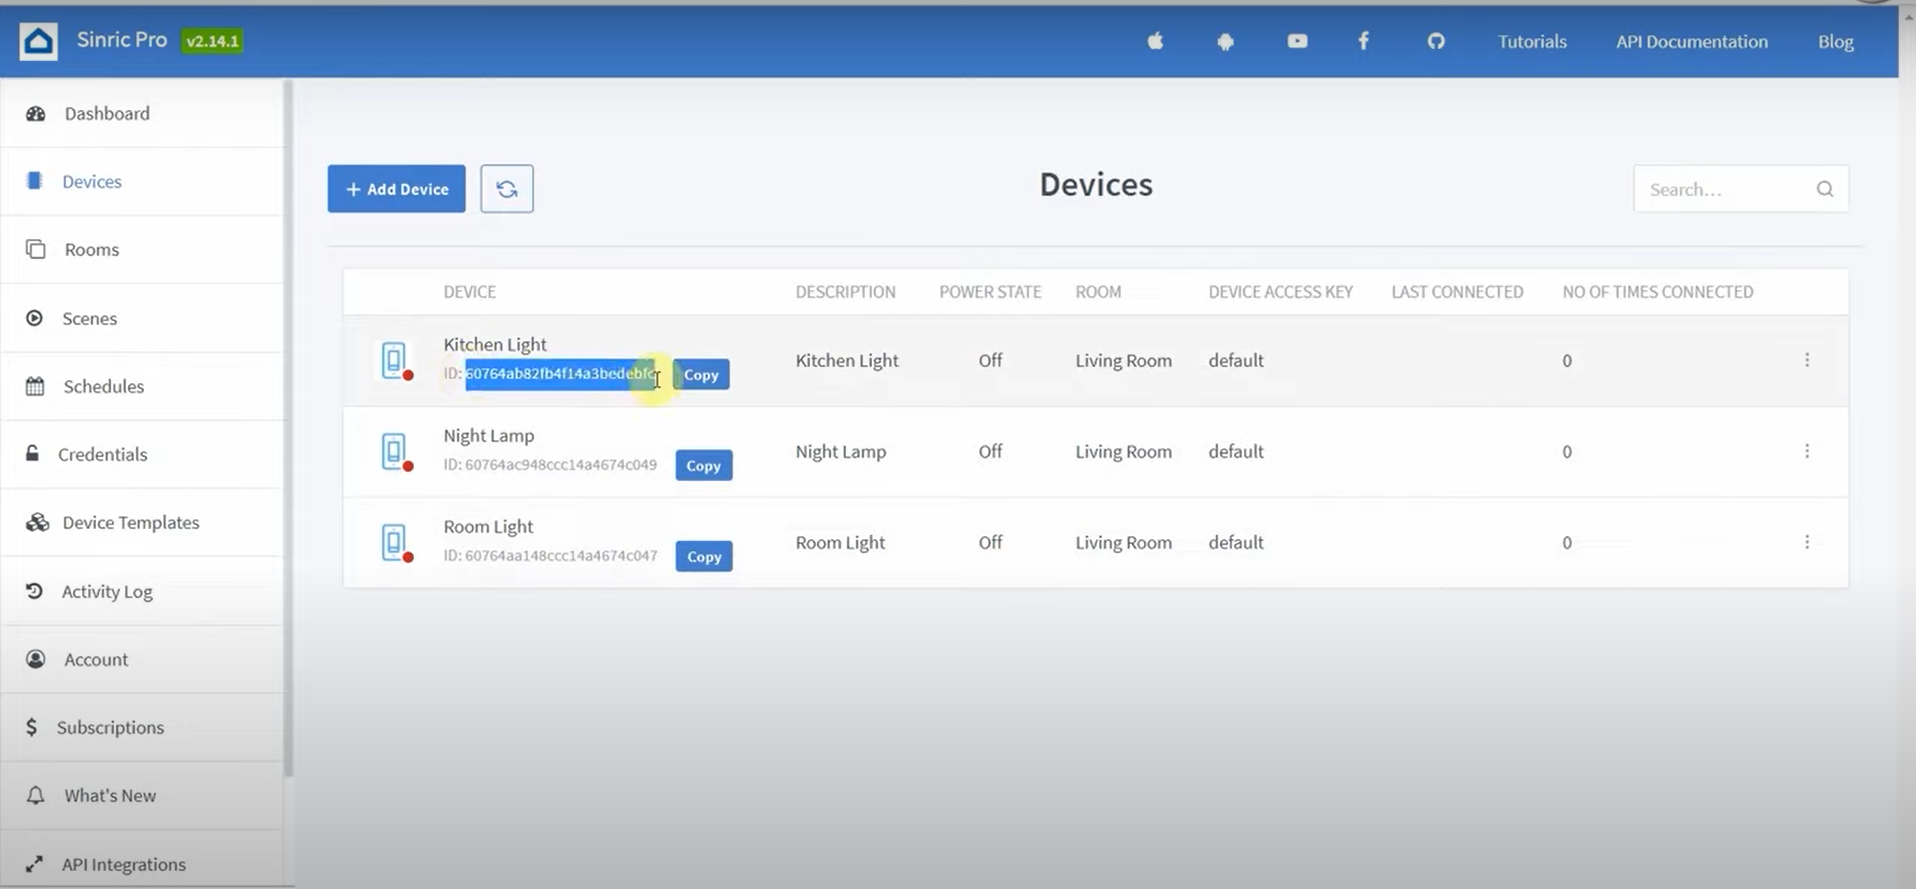 Sinric Pro v2.14.1
Tutorials API Documentation Blog
Dashboard
Devices
Rooms
Scenes
Schedules
Credentials
Device Templates
Activity Log
Account
Subscriptions
What's New
API Integrations
+ Add Device
Devices
Search...
DEVICE DESCRIPTION POWER STATE ROOM DEVICE ACCESS KEY LAST CONNECTED NO OF TIMES CONNECTED
Kitchen Light
ID: Copy
Kitchen Light Off Living Room default 0
Night Lamp
ID: 60764ac948ccc14a4674c049 Copy
Night Lamp Off Living Room default 0
Room Light
ID: 60764aa148ccc14a4674c047 Copy
Room Light Off Living Room default 0